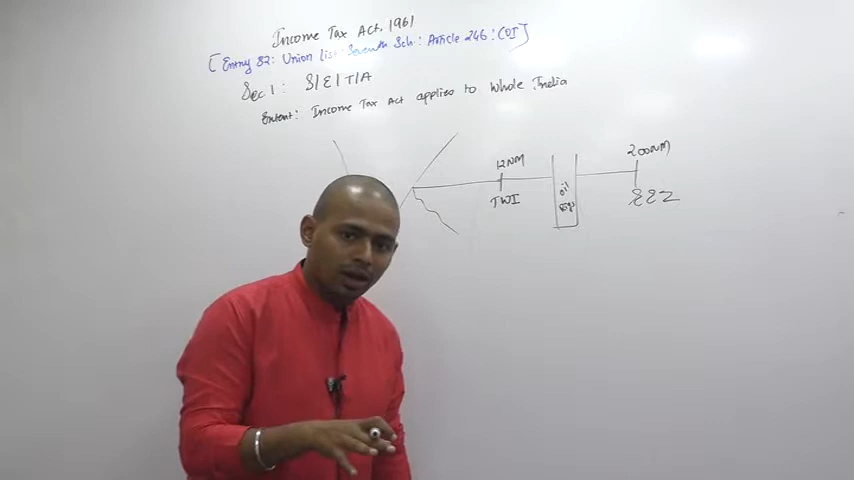 Income Tax Act, 1961
[Entry 82: Union List: Seventh Sch: Article 246: COI]
Sec 1: S/E/T/A
Extent: Income Tax Act applies to whole India
12NM
200NM
oil
rigs
TWI
EEZ